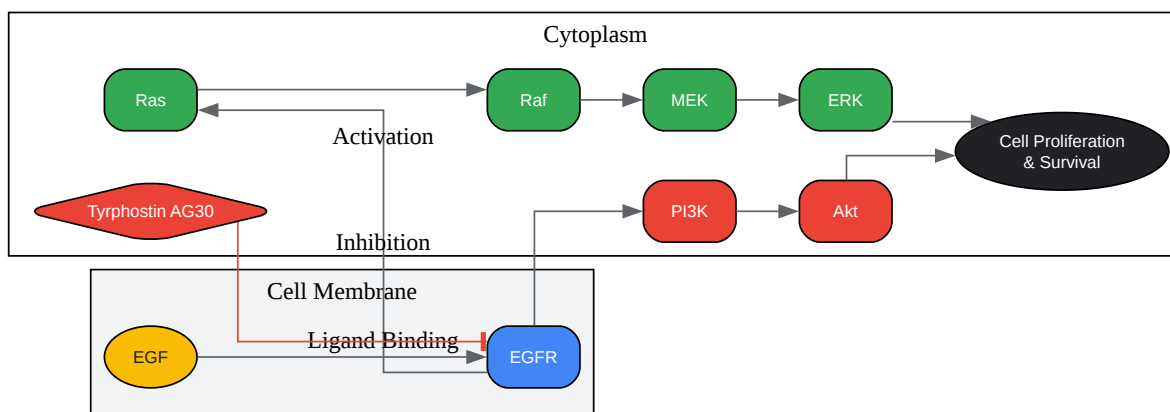 Cytoplasm
Ras
Raf
MEK
ERK
Activation
Cell Proliferation
& Survival
Tyrphostin AG30
PI3K
Akt
Inhibition
Cell Membrane
Ligand Binding
EGF
EGFR